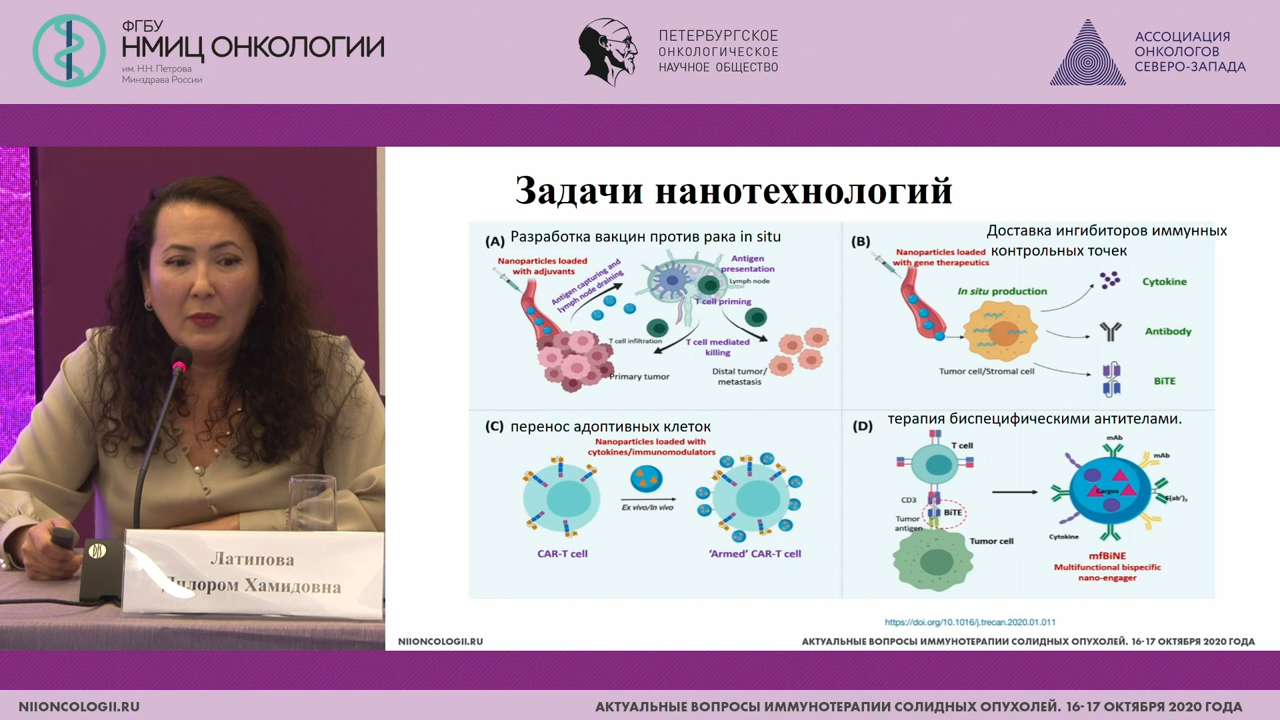 ФГБУ
НМИЦ ОНКОЛОГИИ
им. Н.Н. Петрова
Минздрава России
ПЕТЕРБУРГСКОЕ
ОНКОЛОГИЧЕСКОЕ
НАУЧНОЕ ОБЩЕСТВО
АССОЦИАЦИЯ
ОНКОЛОГОВ
СЕВЕРО-ЗАПАДА
Латипова
Дилором Хамидовна
Задачи нанотехнологий
(A) Разработка вакцин против рака in situ
Nanoparticles loaded
with adjuvants
Antigen capturing and
lymph node draining
Antigen
presentation
Lymph node
T cell priming
T cell infiltration
T cell mediated
killing
Primary tumor
Distal tumor/
metastasis
(B)
Доставка ингибиторов иммунных
контрольных точек
Nanoparticles loaded
with gene therapeutics
In situ production
Cytokine
Antibody
BiTE
Tumor cell/Stromal cell
(C) перенос адоптивных клеток
Nanoparticles loaded with
cytokines/immunomodulators
Ex vivo/In vivo
CAR-T cell
‘Armed’ CAR-T cell
(D) терапия биспецифическими антителами.
T cell
CD3
BiTE
Tumor
antigen
Tumor cell
mAb
mAb
Cargos
F(ab')₂
Cytokine
mfBiNE
Multifunctional bispecific
nano-engager
https://doi.org/10.1016/j.trecan.2020.01.011
NIIONCOLOGII.RU
АКТУАЛЬНЫЕ ВОПРОСЫ ИММУНОТЕРАПИИ СОЛИДНЫХ ОПУХОЛЕЙ. 16-17 ОКТЯБРЯ 2020 ГОДА
NIIONCOLOGII.RU
АКТУАЛЬНЫЕ ВОПРОСЫ ИММУНОТЕРАПИИ СОЛИДНЫХ ОПУХОЛЕЙ. 16-17 ОКТЯБРЯ 2020 ГОДА